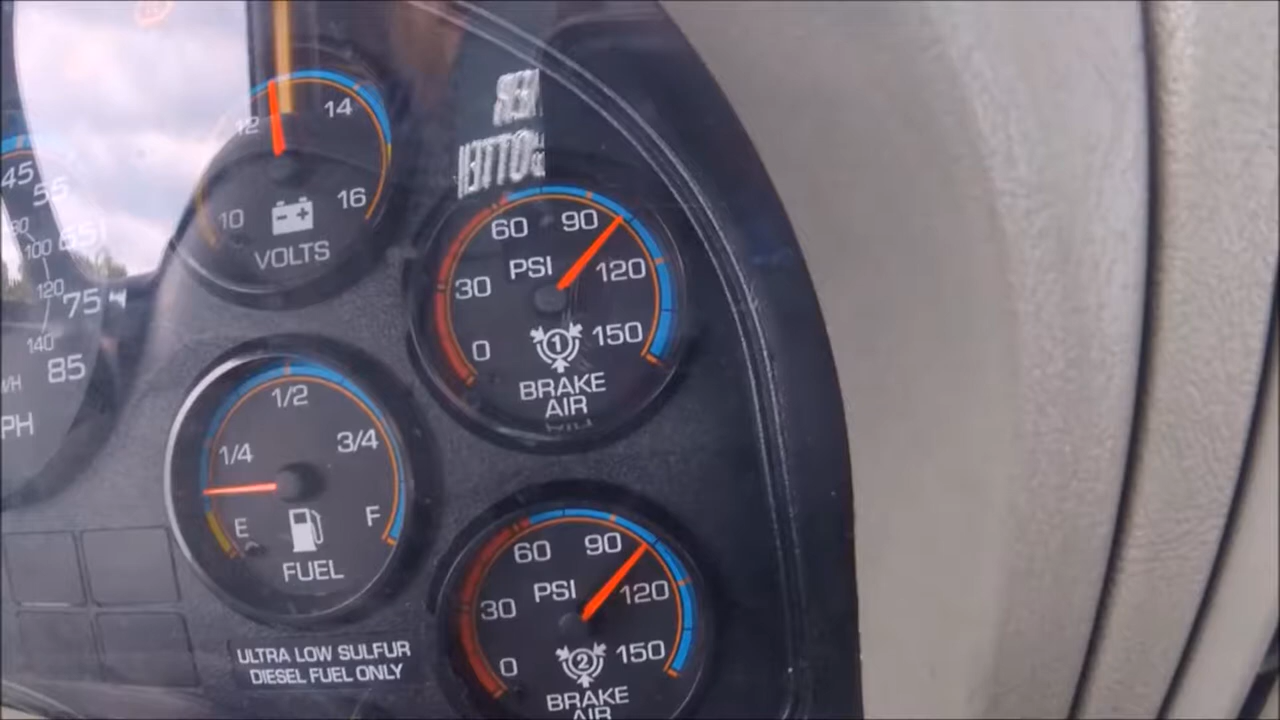 12
14
10
16
VOLTS
45
55
80
100
65
120
75
140
85
PH
60
90
PSI
30
120
0
1
150
BRAKE
AIR
1/2
1/4
3/4
E
F
FUEL
ULTRA LOW SULFUR
DIESEL FUEL ONLY
60
90
PSI
30
120
0
2
150
BRAKE
AIR